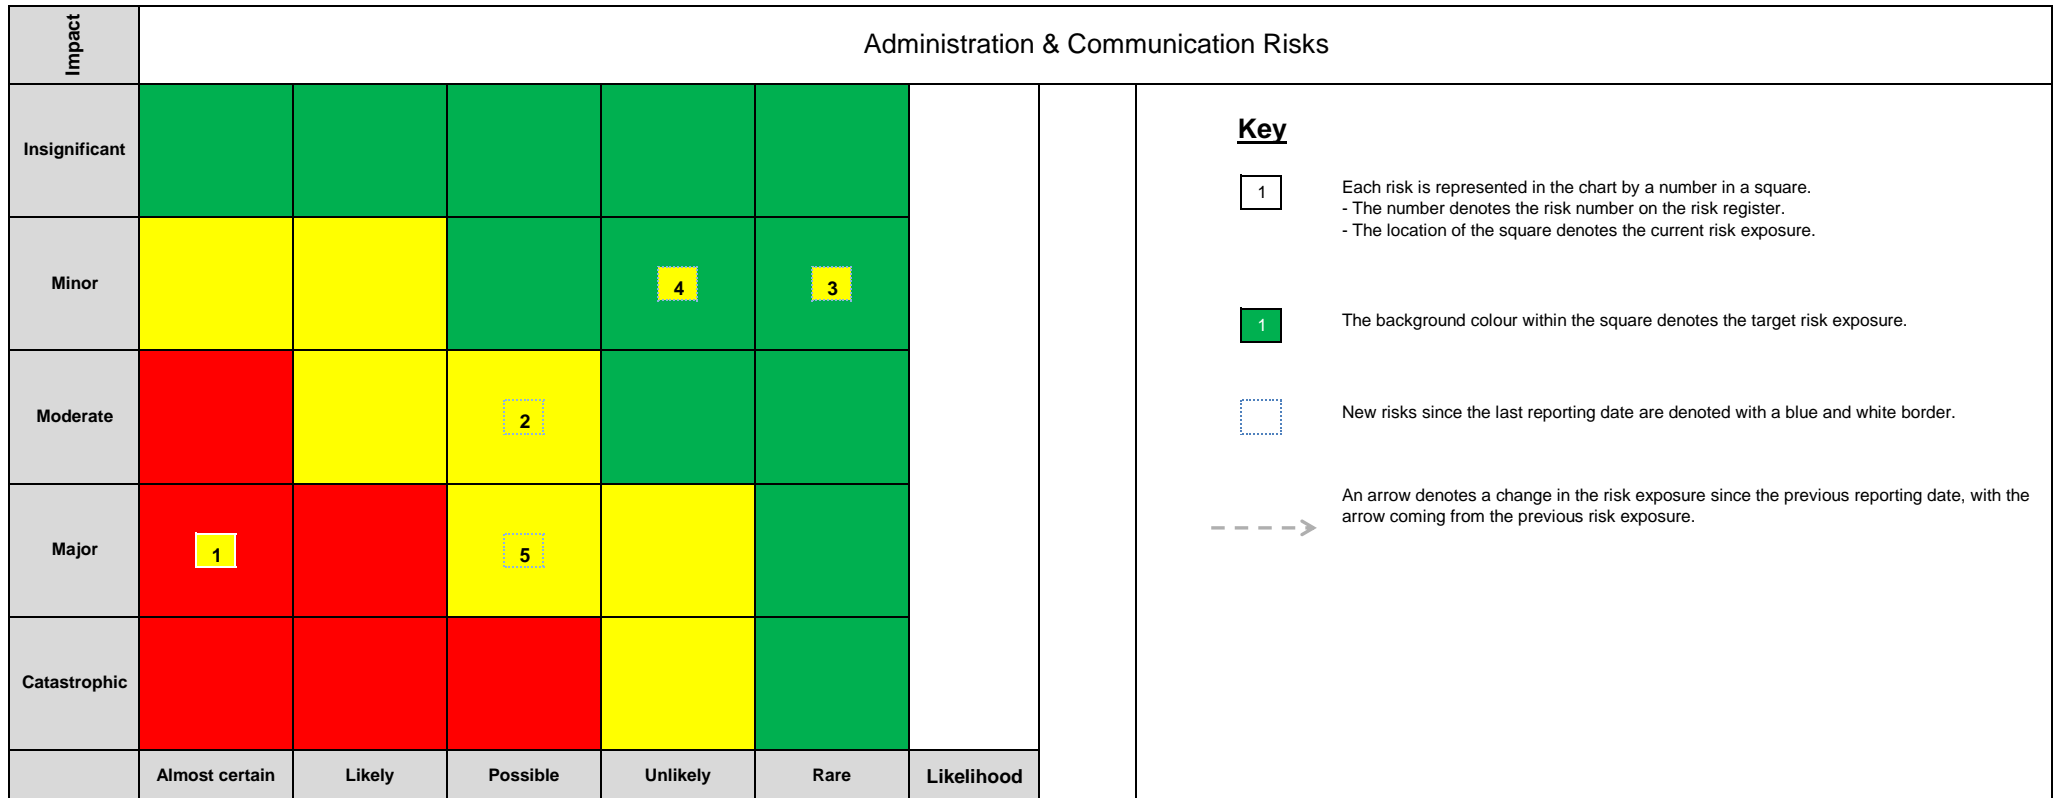 Impact
Administration & Communication Risks
Insignificant
Minor
4
3
Moderate
2
Major
1
5
Catastrophic
Almost certain
Likely
Possible
Unlikely
Rare
Likelihood
Key
1
Each risk is represented in the chart by a number in a square.
- The number denotes the risk number on the risk register.
- The location of the square denotes the current risk exposure.
1
The background colour within the square denotes the target risk exposure.
New risks since the last reporting date are denoted with a blue and white border.
An arrow denotes a change in the risk exposure since the previous reporting date, with the
arrow coming from the previous risk exposure.